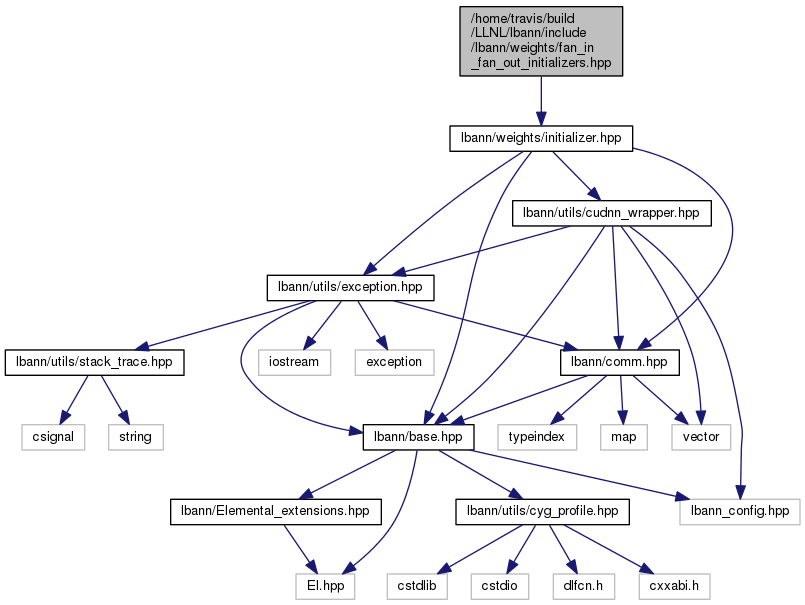 /home/travis/build
/LLNL/lbann/include
/lbann/weights/fan_in
_fan_out_initializers.hpp
lbann/weights/initializer.hpp
lbann/utils/cudnn_wrapper.hpp
lbann/utils/exception.hpp
lbann/utils/stack_trace.hpp
iostream
exception
lbann/comm.hpp
csignal
string
lbann/base.hpp
typeindex
map
vector
lbann/Elemental_extensions.hpp
lbann/utils/cyg_profile.hpp
lbann_config.hpp
El.hpp
cstdlib
cstdio
dlfcn.h
cxxabi.h